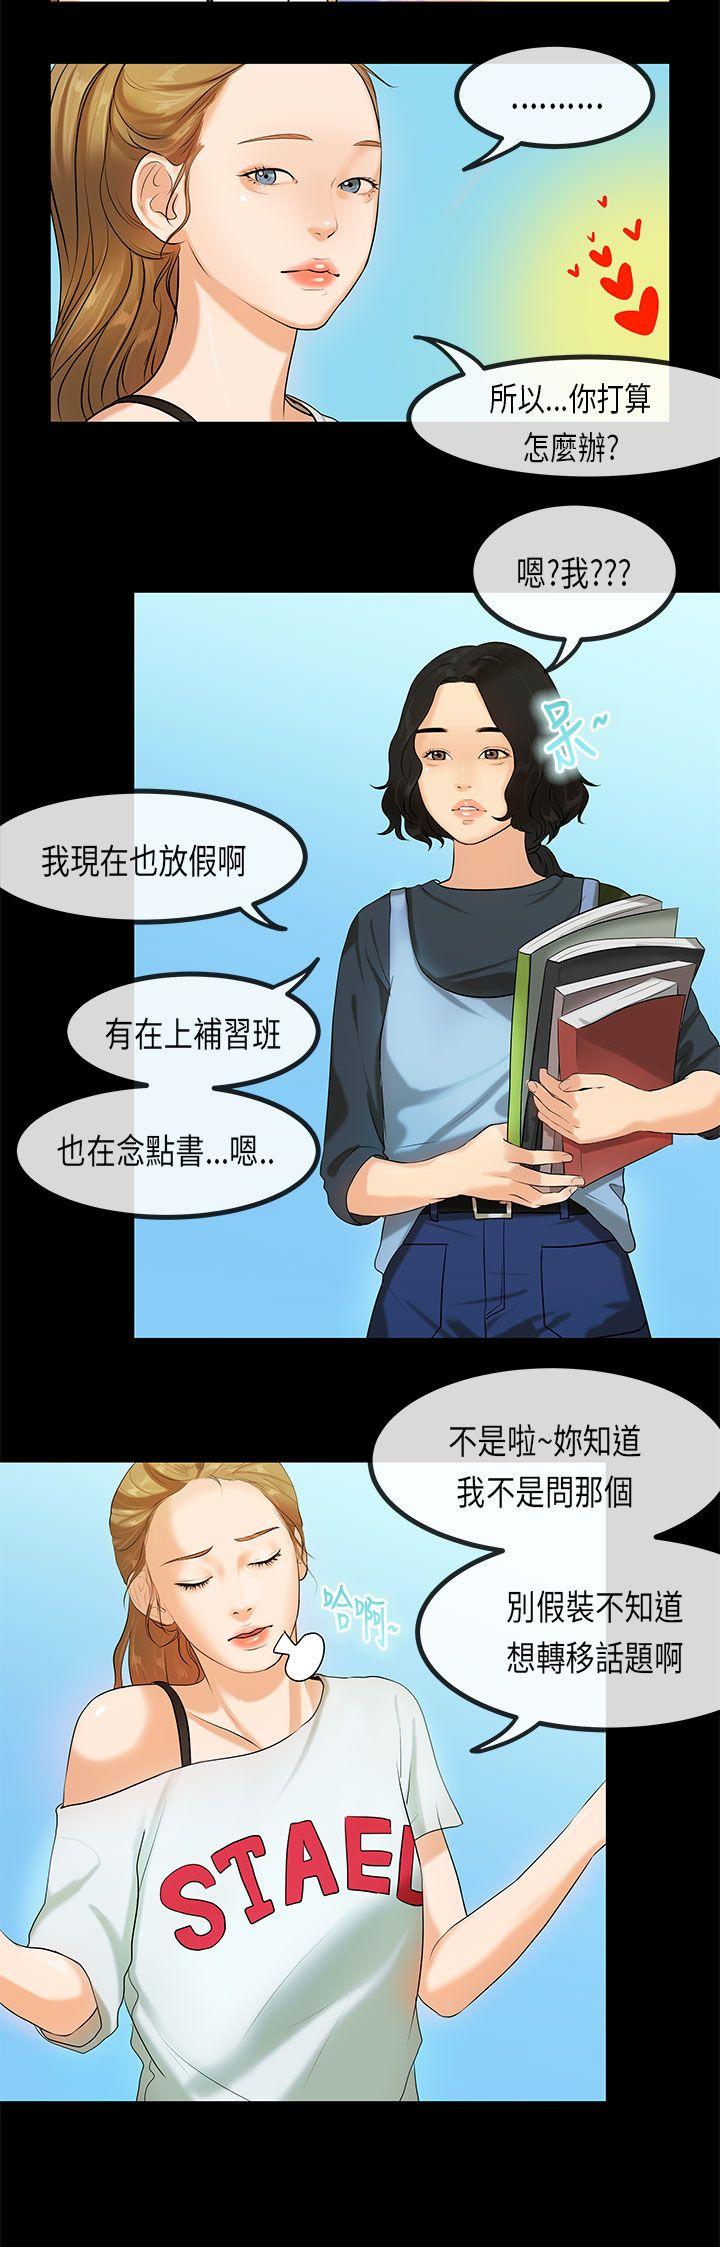 ..........
所以...你打算
怎麼辦?
嗯?我???
呆~
我現在也放假啊
有在上補習班
也在念點書...嗯..
不是啦~妳知道
我不是問那個
哈啊~
別假裝不知道
想轉移話題啊
STAEL